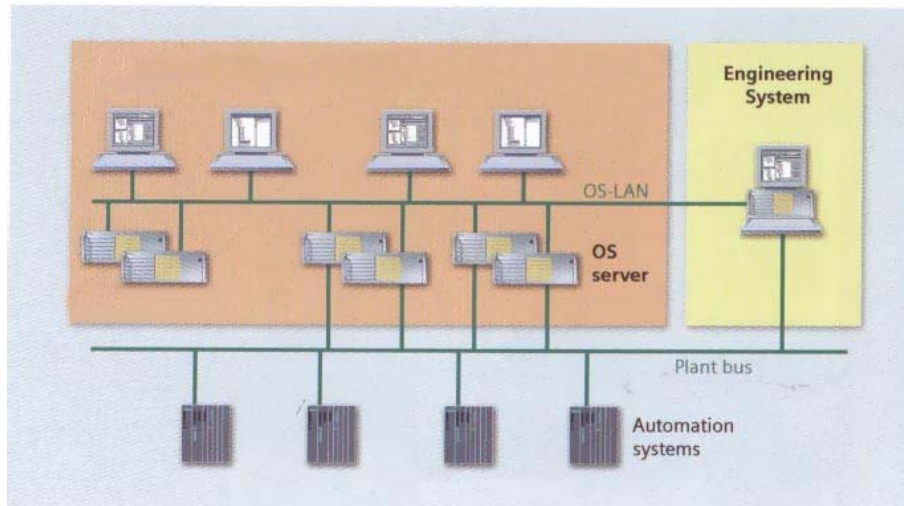 Engineering
System
OS-LAN
OS
server
Plant bus
Automation
systems